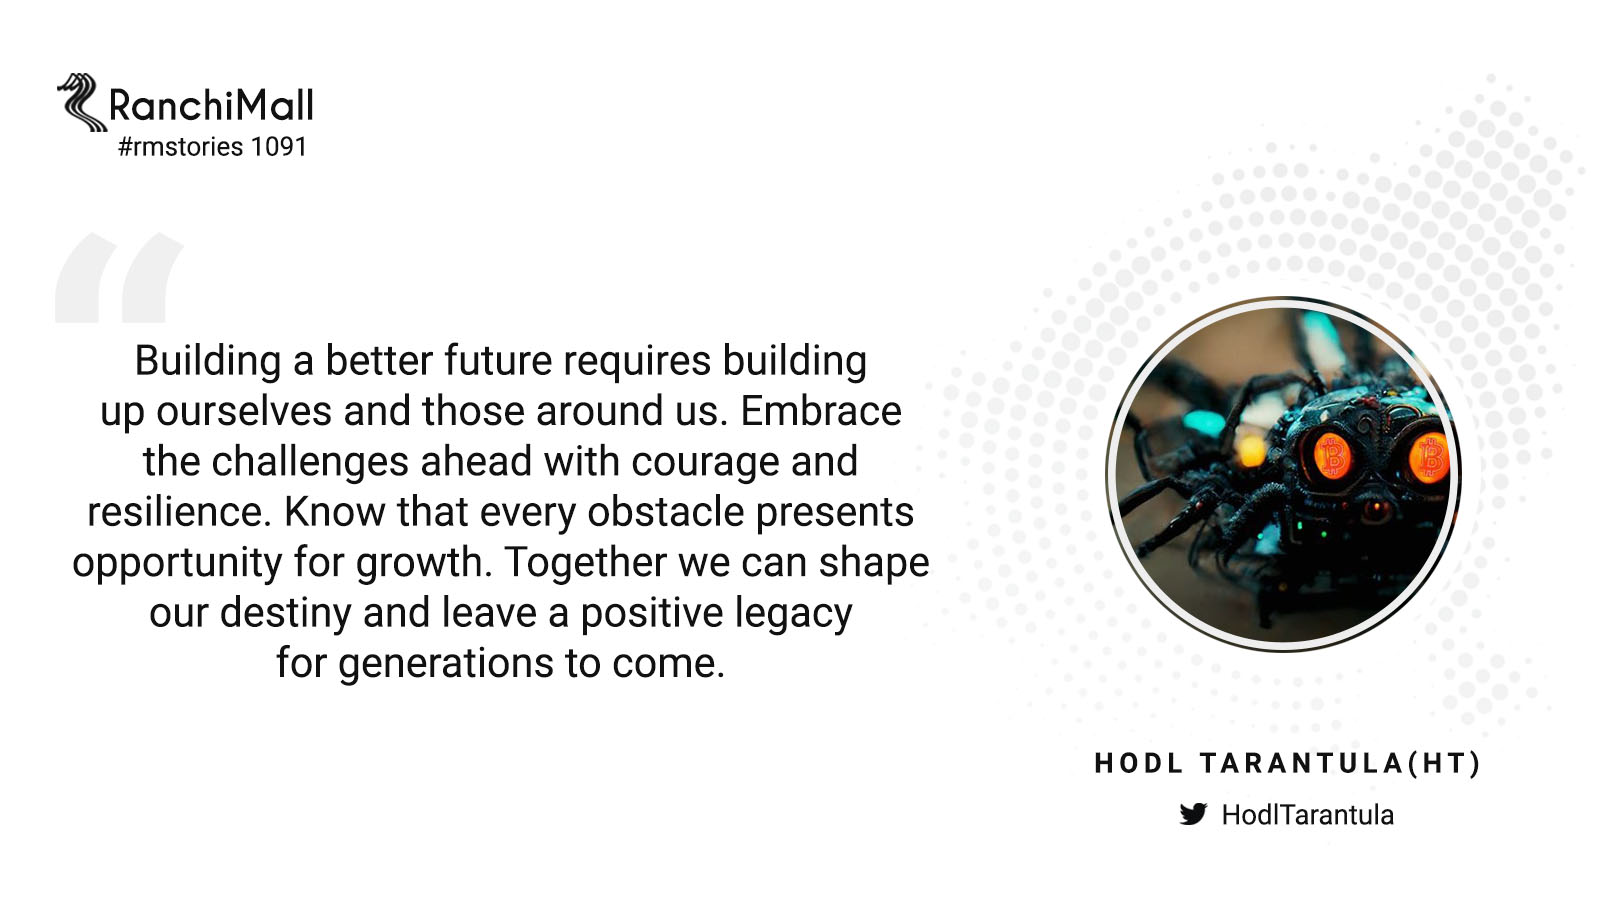 RanchiMall
#rmstories 1091
“
Building a better future requires building
up ourselves and those around us. Embrace
the challenges ahead with courage and
resilience. Know that every obstacle presents
opportunity for growth. Together we can shape
our destiny and leave a positive legacy
for generations to come.
HODL TARANTULA(HT)
HodlTarantula